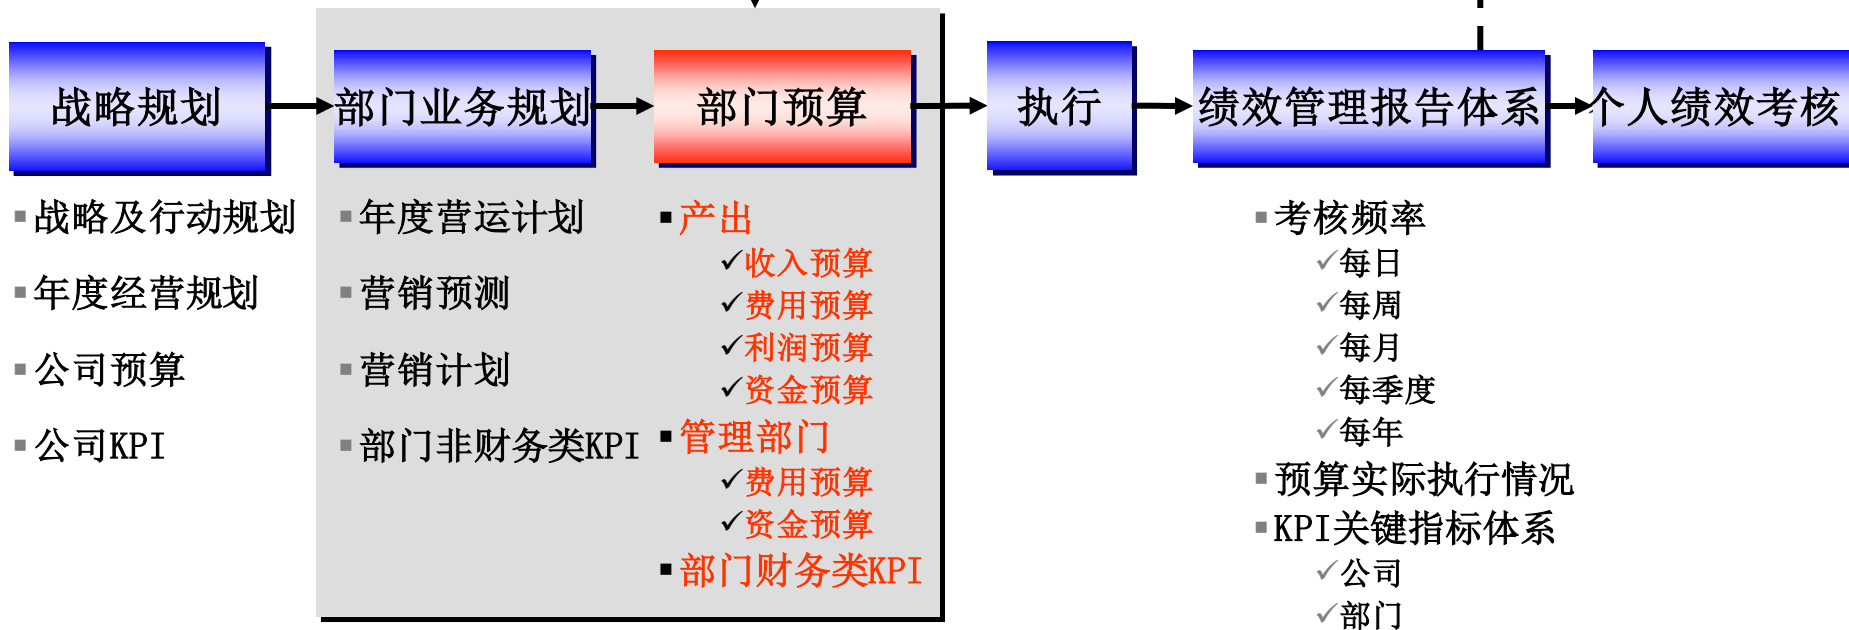 战略规划
部门业务规划
部门预算
执行
绩效管理报告体系
个人绩效考核
战略及行动规划
年度经营规划
公司预算
公司KPI
年度营运计划
营销预测
营销计划
部门非财务类KPI
产出
收入预算
费用预算
利润预算
资金预算
管理部门
费用预算
资金预算
部门财务类KPI
考核频率
每日
每周
每月
每季度
每年
预算实际执行情况
KPI关键指标体系
公司
部门